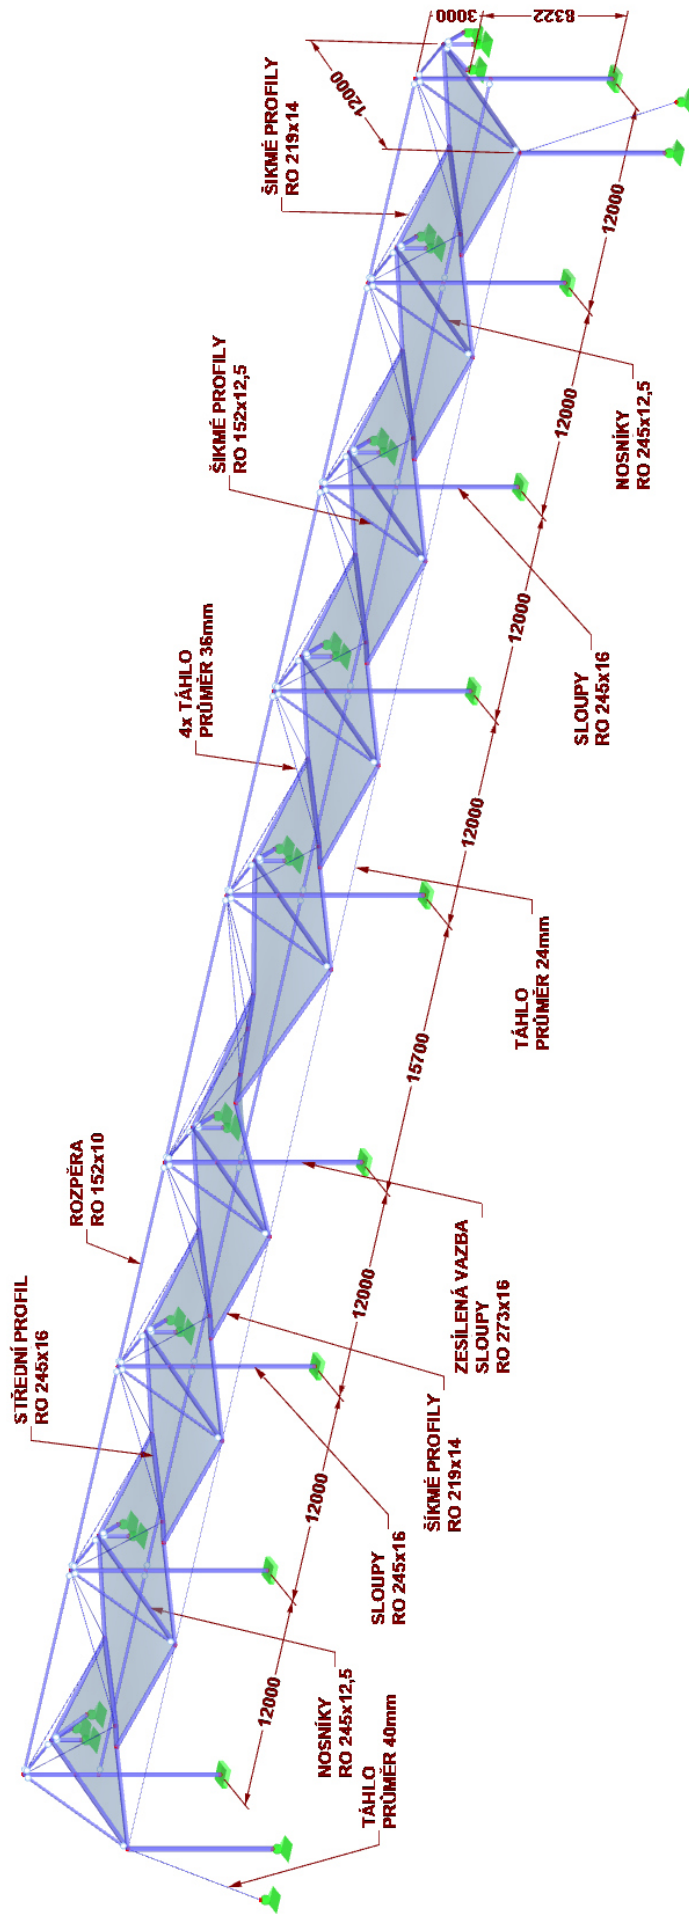 STŘEDNÍ PROFIL
RO 245x16
ROZPĚRA
RO 152x10
4x TÁHLO
PRŮMĚR 36mm
ŠIKMÉ PROFILY
RO 152x12,5
ŠIKMÉ PROFILY
RO 219x14
12000
3000
8322
12000
12000
12000
12000
15700
12000
12000
12000
NOSNÍKY
RO 245x12,5
TÁHLO
PRŮMĚR 40mm
SLOUPY
RO 245x16
ŠÍKMÉ PROFILY
RO 219x14
ZESÍLENÁ VAZBA
SLOUPY
RO 273x16
TÁHLO
PRŮMĚR 24mm
SLOUPY
RO 245x16
NOSNÍKY
RO 245x12,5